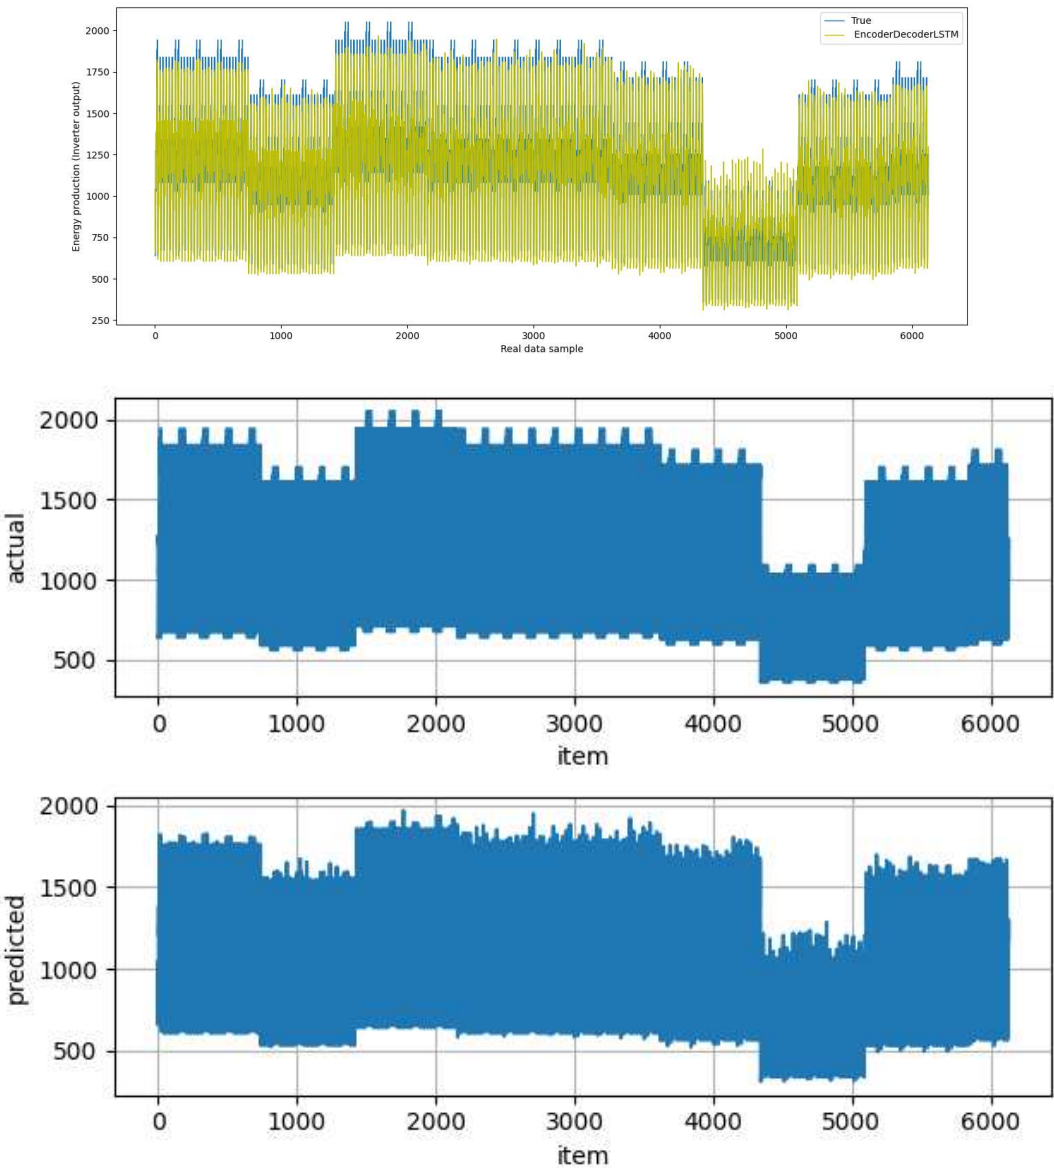 2000
1750
1500
1250
1000
750
500
250
Energy production (Inverter output)
True
EncoderDecoderLSTM
0 1000 2000 3000 4000 5000 6000
Real data sample
2000
1500
1000
500
actual
0 1000 2000 3000 4000 5000 6000
item
2000
1500
1000
500
predicted
0 1000 2000 3000 4000 5000 6000
item